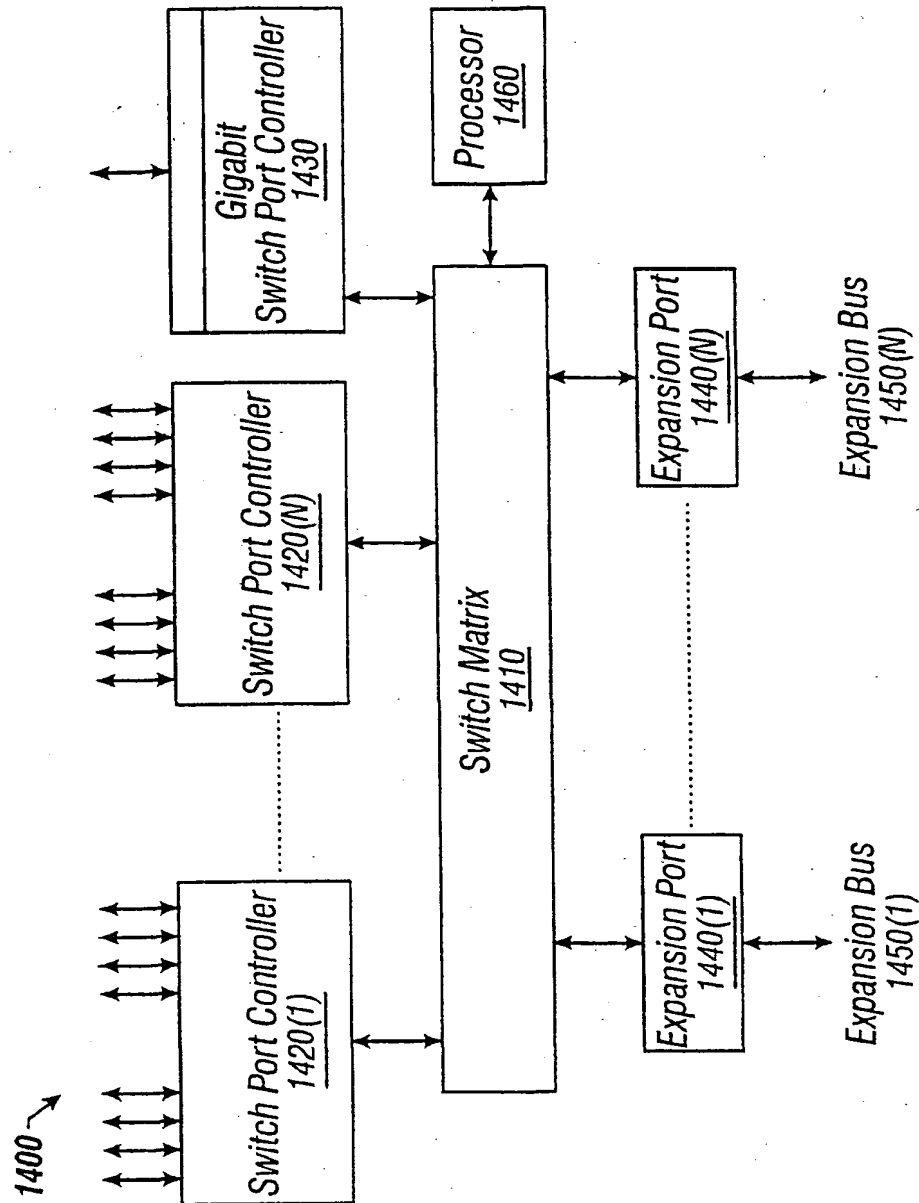 1400
Switch Port Controller
1420(1)
Switch Port Controller
1420(N)
Gigabit
Switch Port Controller
1430
Switch Matrix
1410
Processor
1460
Expansion Port
1440(1)
Expansion Port
1440(N)
Expansion Bus
1450(1)
Expansion Bus
1450(N)